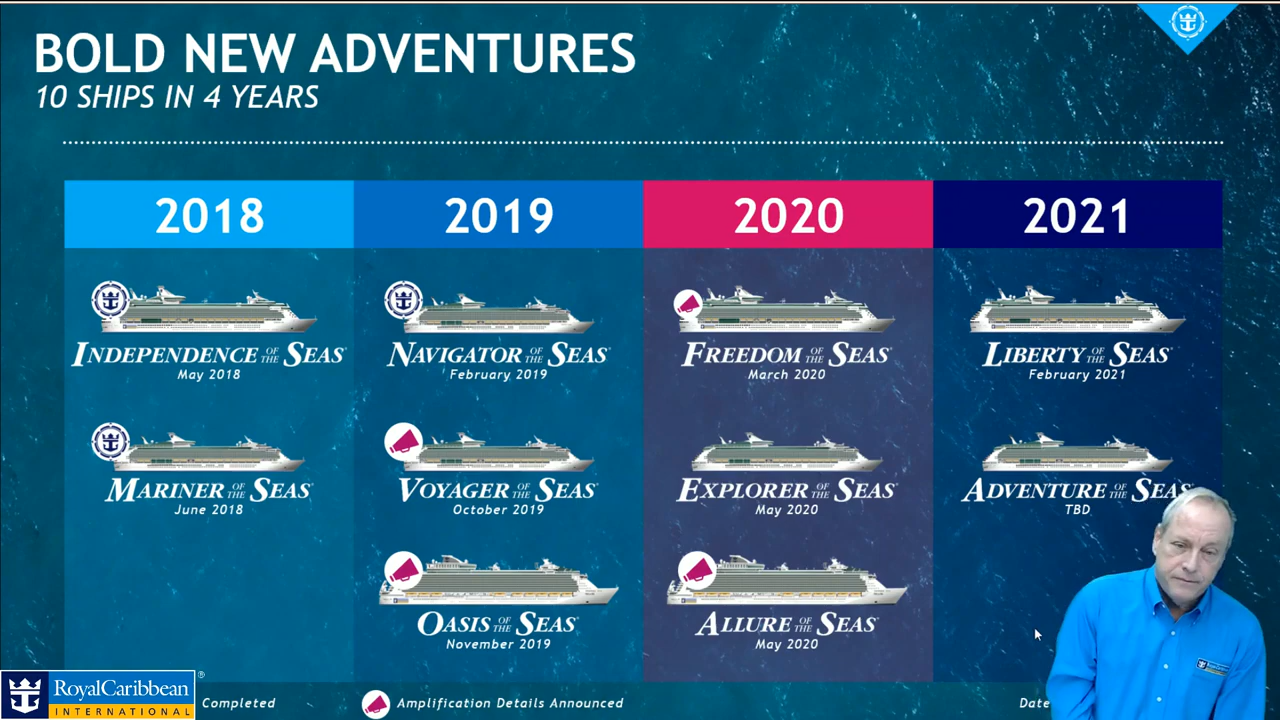 BOLD NEW ADVENTURES
10 SHIPS IN 4 YEARS
2018
2019
2020
2021
INDEPENDENCE OF THE SEAS
May 2018
NAVIGATOR OF THE SEAS
February 2019
FREEDOM OF THE SEAS
March 2020
LIBERTY OF THE SEAS
February 2021
MARINER OF THE SEAS
June 2018
VOYAGER OF THE SEAS
October 2019
EXPLORER OF THE SEAS
May 2020
ADVENTURE OF THE SEAS
TBD
OASIS OF THE SEAS
November 2019
ALLURE OF THE SEAS
May 2020
RoyalCaribbean®
INTERNATIONAL
Completed
Amplification Details Announced
Date